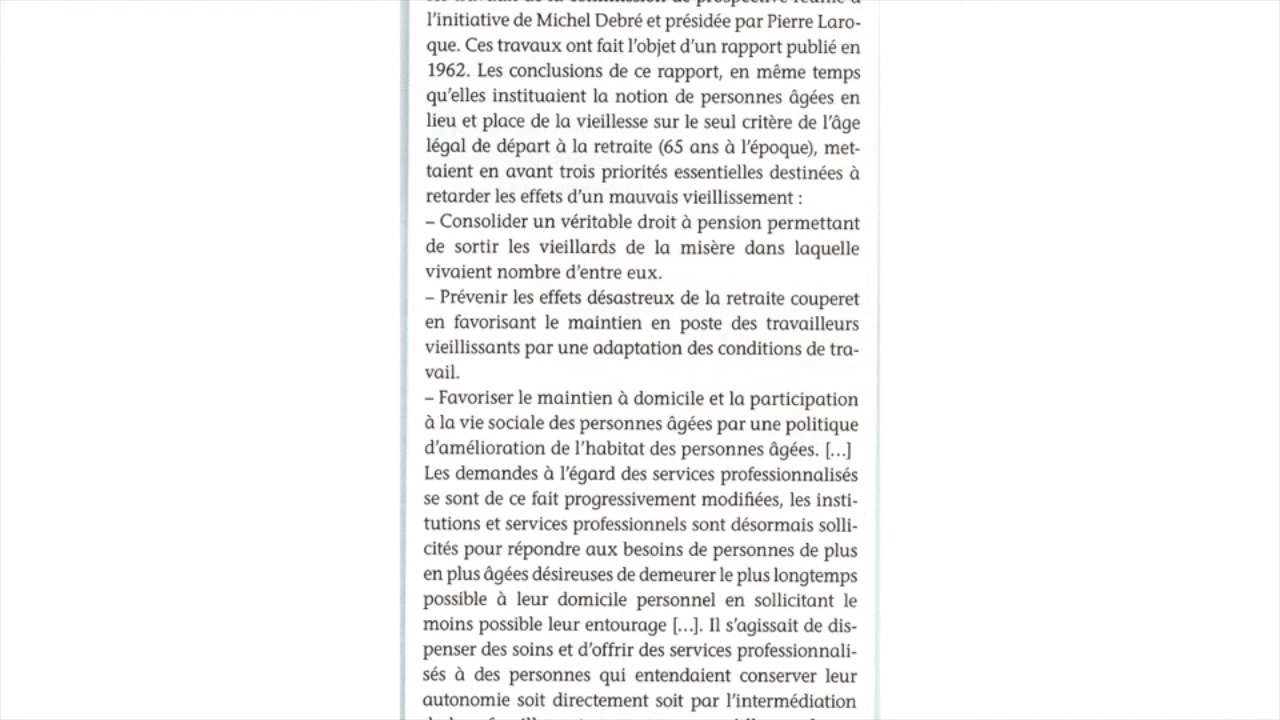 l'initiative de Michel Debré et présidée par Pierre Laro-
que. Ces travaux ont fait l'objet d'un rapport publié en
1962. Les conclusions de ce rapport, en même temps
qu'elles instituaient la notion de personnes âgées en
lieu et place de la vieillesse sur le seul critère de l'âge
légal de départ à la retraite (65 ans à l'époque), met-
taient en avant trois priorités essentielles destinées à
retarder les effets d'un mauvais vieillissement :
– Consolider un véritable droit à pension permettant
de sortir les vieillards de la misère dans laquelle
vivaient nombre d'entre eux.
– Prévenir les effets désastreux de la retraite couperet
en favorisant le maintien en poste des travailleurs
vieillissants par une adaptation des conditions de tra-
vail.
– Favoriser le maintien à domicile et la participation
à la vie sociale des personnes âgées par une politique
d'amélioration de l'habitat des personnes âgées. [...]
Les demandes à l'égard des services professionnalisés
se sont de ce fait progressivement modifiées, les insti-
tutions et services professionnels sont désormais solli-
cités pour répondre aux besoins de personnes de plus
en plus âgées désireuses de demeurer le plus longtemps
possible à leur domicile personnel en sollicitant le
moins possible leur entourage [...]. Il s'agissait de dis-
penser des soins et d'offrir des services professionnali-
sés à des personnes qui entendaient conserver leur
autonomie soit directement soit par l'intermédiation